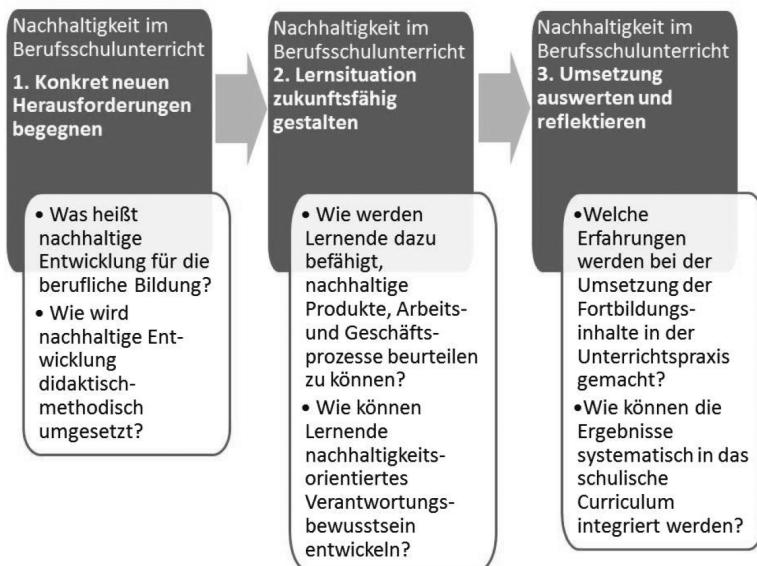 Nachhaltigkeit im
Berufsschulunterricht
1. Konkret neuen
Herausforderungen
begegnen
• Was heißt
nachhaltige
Entwicklung für die
berufliche Bildung?
• Wie wird
nachhaltige Ent-
wicklung
didaktisch-
methodisch
umgesetzt?
Nachhaltigkeit im
Berufsschulunterricht
2. Lernsituation
zukunftsfähig
gestalten
• Wie werden
Lernende dazu
befähigt,
nachhaltige
Produkte, Arbeits-
und Geschäfts-
prozesse beurteilen
zu können?
• Wie können
Lernende
nachhaltigkeits-
orientiertes
Verantwortungs-
bewusstsein
entwickeln?
Nachhaltigkeit im
Berufsschulunterricht
3. Umsetzung
auswerten und
reflektieren
•Welche
Erfahrungen
werden bei der
Umsetzung der
Fortbildungs-
inhalte in der
Unterrichtspraxis
gemacht?
•Wie können die
Ergebnisse
systematisch in das
schulische
Curriculum
integriert werden?